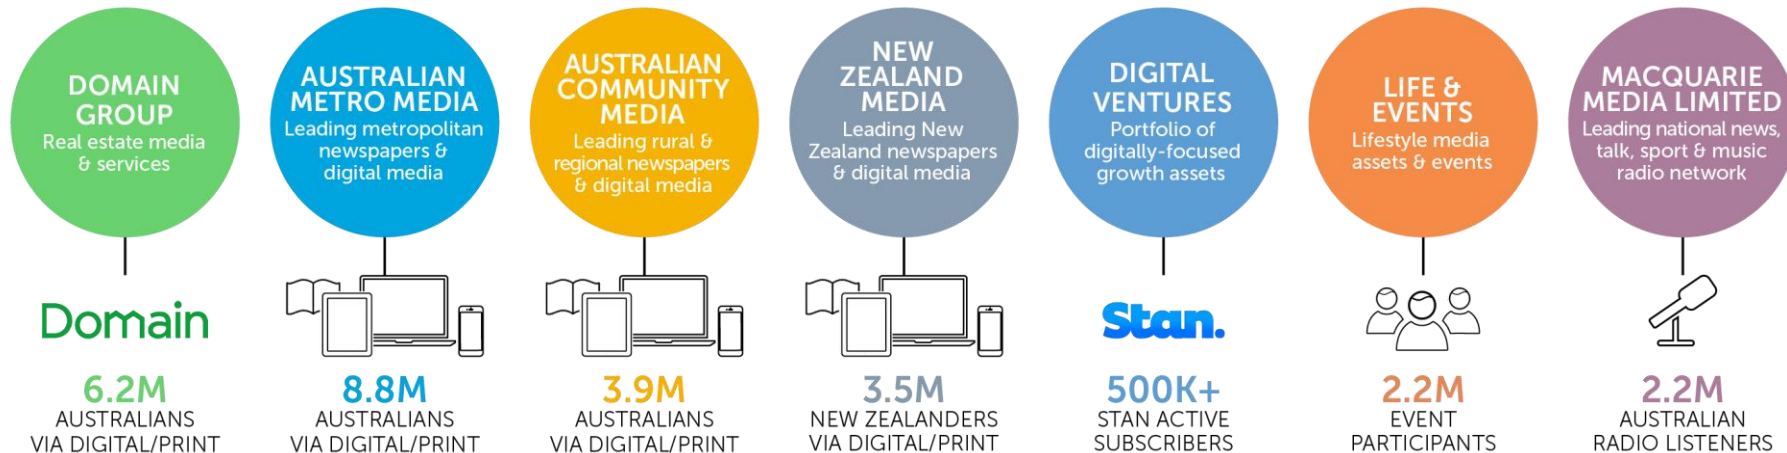 DOMAIN
GROUP
Real estate media
& services
Domain
6.2M
AUSTRALIANS
VIA DIGITAL/PRINT
AUSTRALIAN
METRO MEDIA
Leading metropolitan
newspapers &
digital media
8.8M
AUSTRALIANS
VIA DIGITAL/PRINT
AUSTRALIAN
COMMUNITY
MEDIA
Leading rural &
regional newspapers
& digital media
3.9M
AUSTRALIANS
VIA DIGITAL/PRINT
NEW
ZEALAND
MEDIA
Leading New
Zealand newspapers
& digital media
3.5M
NEW ZEALANDERS
VIA DIGITAL/PRINT
DIGITAL
VENTURES
Portfolio of
digitally-focused
growth assets
Stan.
500K+
STAN ACTIVE
SUBSCRIBERS
LIFE &
EVENTS
Lifestyle media
assets & events
2.2M
EVENT
PARTICIPANTS
MACQUARIE
MEDIA LIMITED
Leading national news,
talk, sport & music
radio network
2.2M
AUSTRALIAN
RADIO LISTENERS